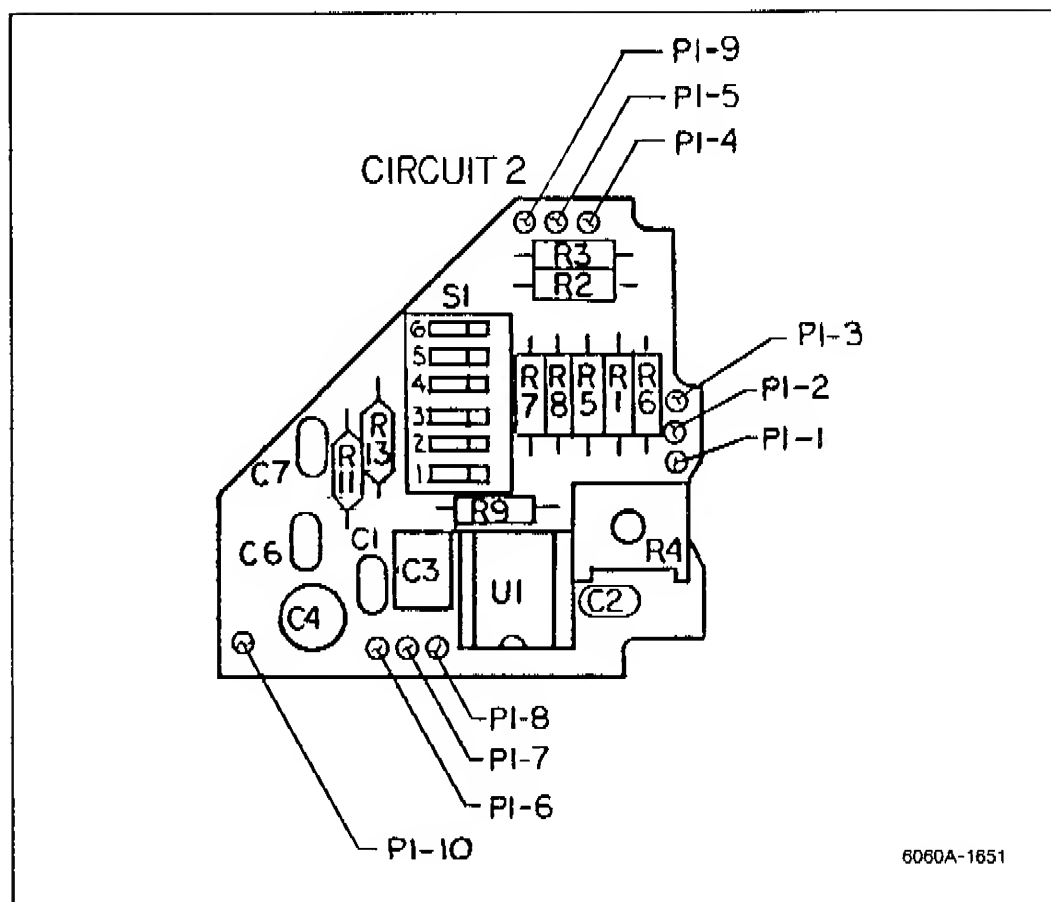 P1-9
P1-5
P1-4
CIRCUIT 2
R3
R2
S1
6
5
4
3
2
1
R7
R8
R5
R1
R6
P1-3
P1-2
P1-1
R13
R11
C7
R9
R4
C6
C1
C3
U1
C2
C4
P1-8
P1-7
P1-6
P1-10
6060A-1651